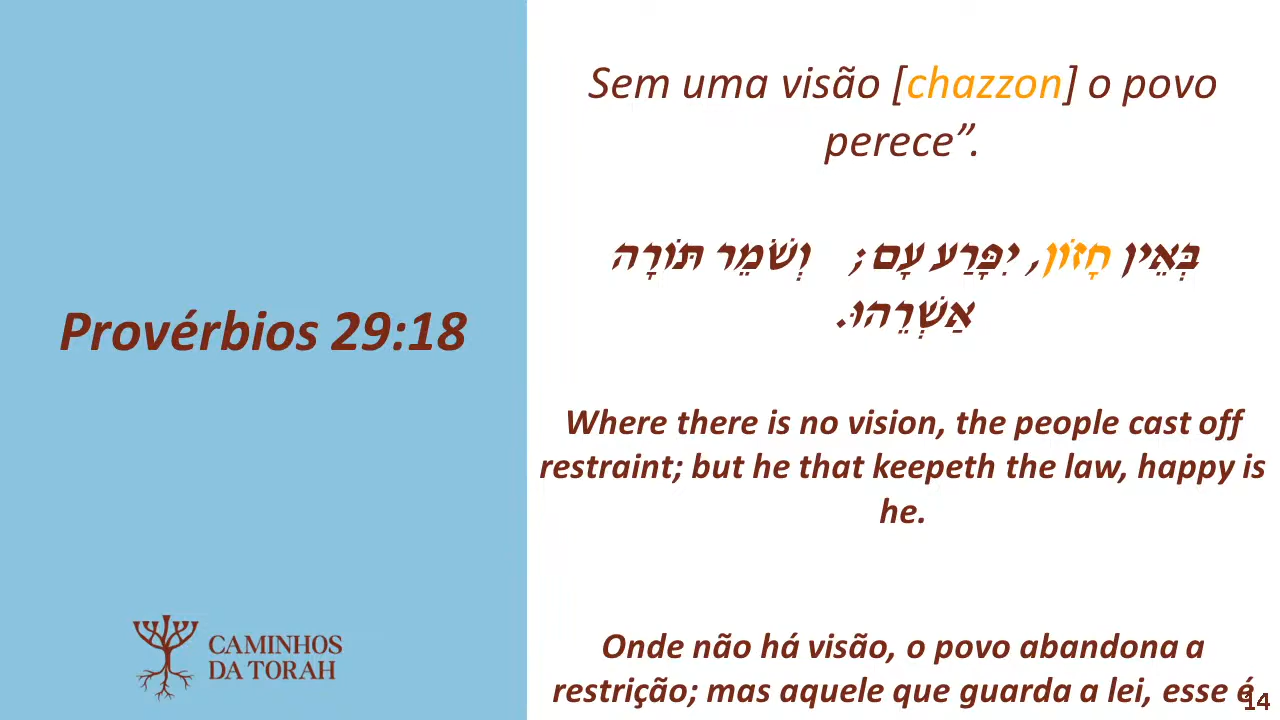 Provérbios 29:18
CAMINHOS
DA TORAH
Sem uma visão [chazzon] o povo
perece”.
בְּאֵין חָזוֹן, יִפָּרַע עָם; וְשֹׁמֵר תּוֹרָה
אַשְׁרֵהוּ.
Where there is no vision, the people cast off
restraint; but he that keepeth the law, happy is
he.
Onde não há visão, o povo abandona a
restrição; mas aquele que guarda a lei, esse é
14